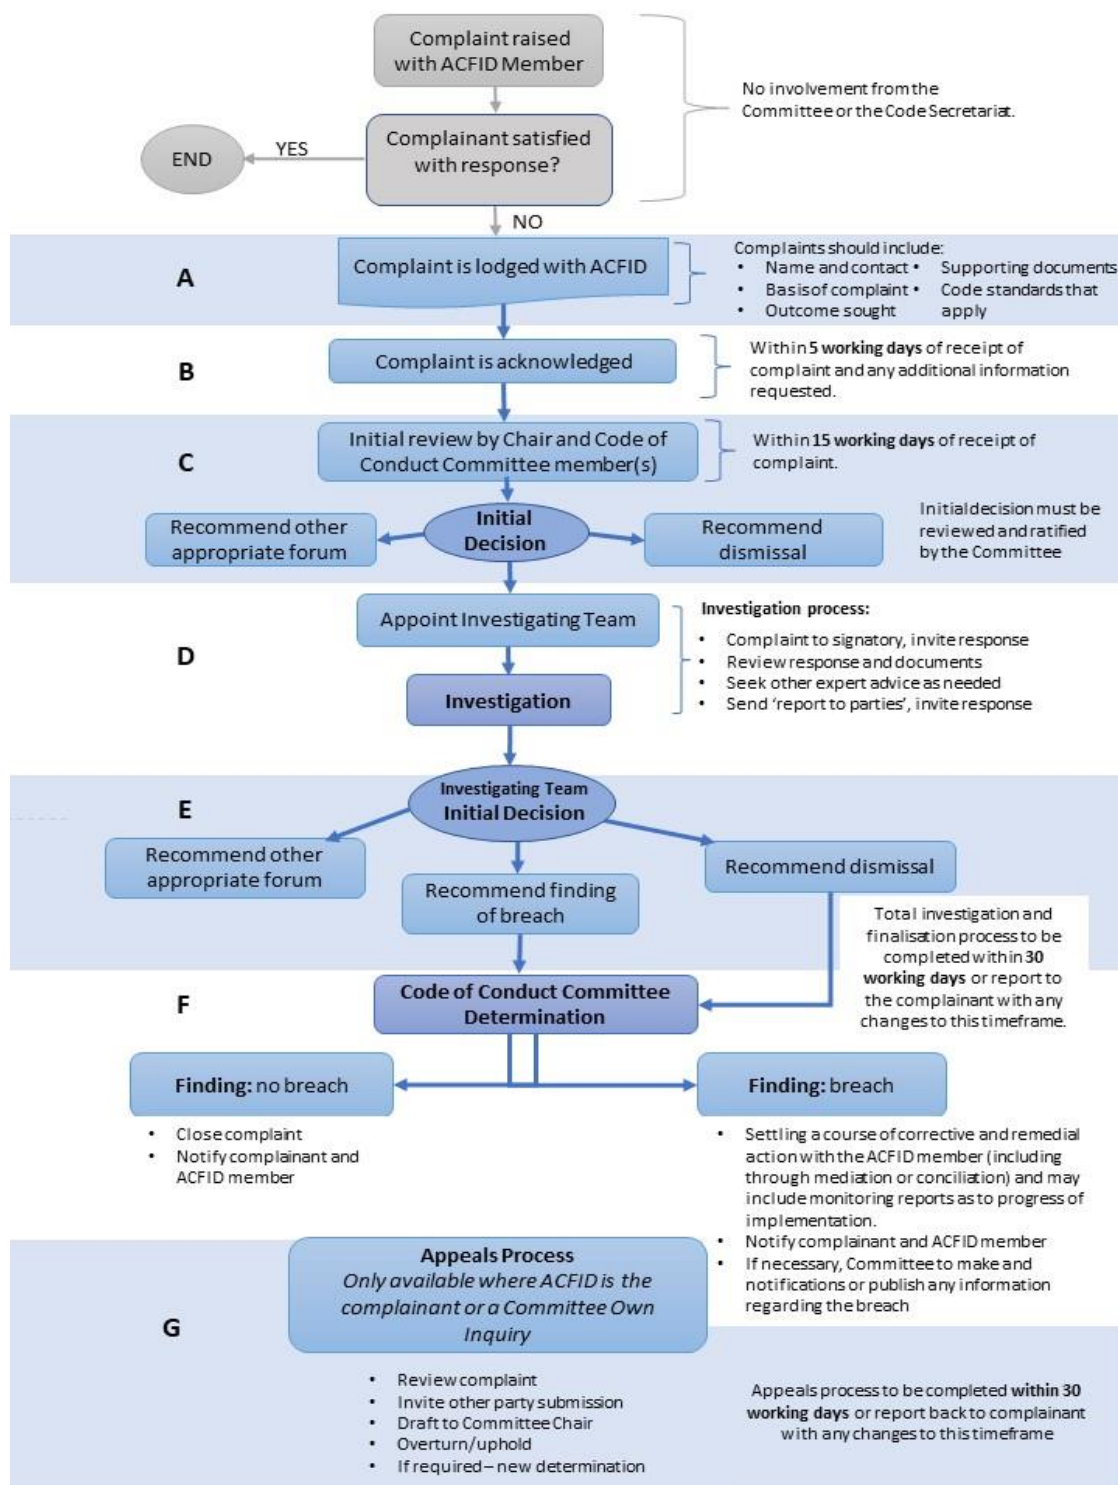 Complaint raised
with ACFID Member
No involvement from the
Committee or the Code Secretariat.
Complainant satisfied
with response?
YES
END
NO
A
Complaint is lodged with ACFID
Complaints should include:
• Name and contact
• Basis of complaint
• Outcome sought
• Supporting documents
• Code standards that
apply
B
Complaint is acknowledged
Within 5 working days of receipt of
complaint and any additional information
requested.
C
Initial review by Chair and Code of
Conduct Committee member(s)
Within 15 working days of receipt of
complaint.
Recommend other
appropriate forum
Initial
Decision
Recommend
dismissal
Initial decision must be
reviewed and ratified
by the Committee
D
Appoint Investigating Team
Investigation
Investigation process:
• Complaint to signatory, invite response
• Review response and documents
• Seek other expert advice as needed
• Send ‘report to parties’, invite response
E
Investigating Team
Initial Decision
Recommend other
appropriate forum
Recommend finding
of breach
Recommend dismissal
Total investigation and
finalisation process to be
completed within 30
working days or report to
the complainant with any
changes to this timeframe.
F
Code of Conduct Committee
Determination
Finding: no breach
• Close complaint
• Notify complainant and
ACFID member
Finding: breach
• Settling a course of corrective and remedial
action with the ACFID member (including
through mediation or conciliation) and may
include monitoring reports as to progress of
implementation.
• Notify complainant and ACFID member
• If necessary, Committee to make and
notifications or publish any information
regarding the breach
G
Appeals Process
Only available where ACFID is the
complainant or a Committee Own
Inquiry
• Review complaint
• Invite other party submission
• Draft to Committee Chair
• Overturn/uphold
• If required – new determination
Appeals process to be completed within 30
working days or report back to complainant
with any changes to this timeframe